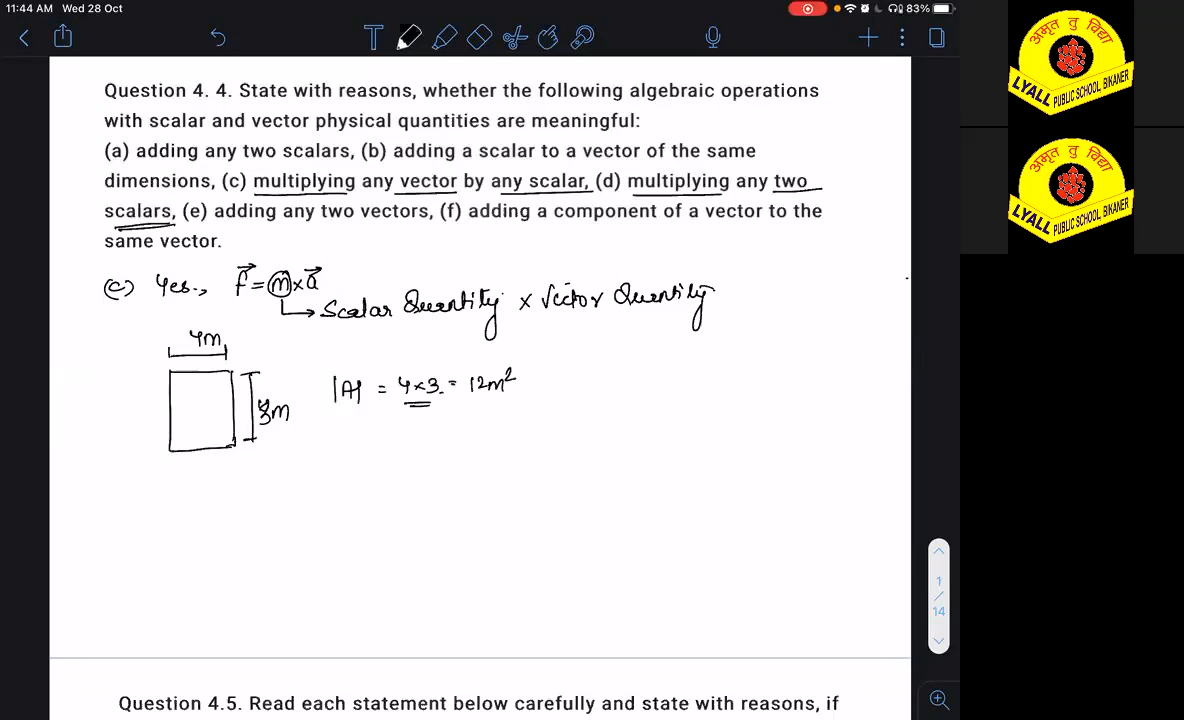 11:44 AM Wed 28 Oct
83%
Question 4. 4. State with reasons, whether the following algebraic operations
with scalar and vector physical quantities are meaningful:
(a) adding any two scalars, (b) adding a scalar to a vector of the same
dimensions, (c) multiplying any vector by any scalar, (d) multiplying any two
scalars, (e) adding any two vectors, (f) adding a component of a vector to the
same vector.
(c) Yes., F⃗ = m × a⃗
Scalar Quantity × Vector Quantity
4m
|A| = 4×3 = 12m²
3m
1
/
14
Question 4.5. Read each statement below carefully and state with reasons, if
अमृत तु विद्या
LYALL PUBLIC SCHOOL BIKANER
अमृत तु विद्या
LYALL PUBLIC SCHOOL BIKANER